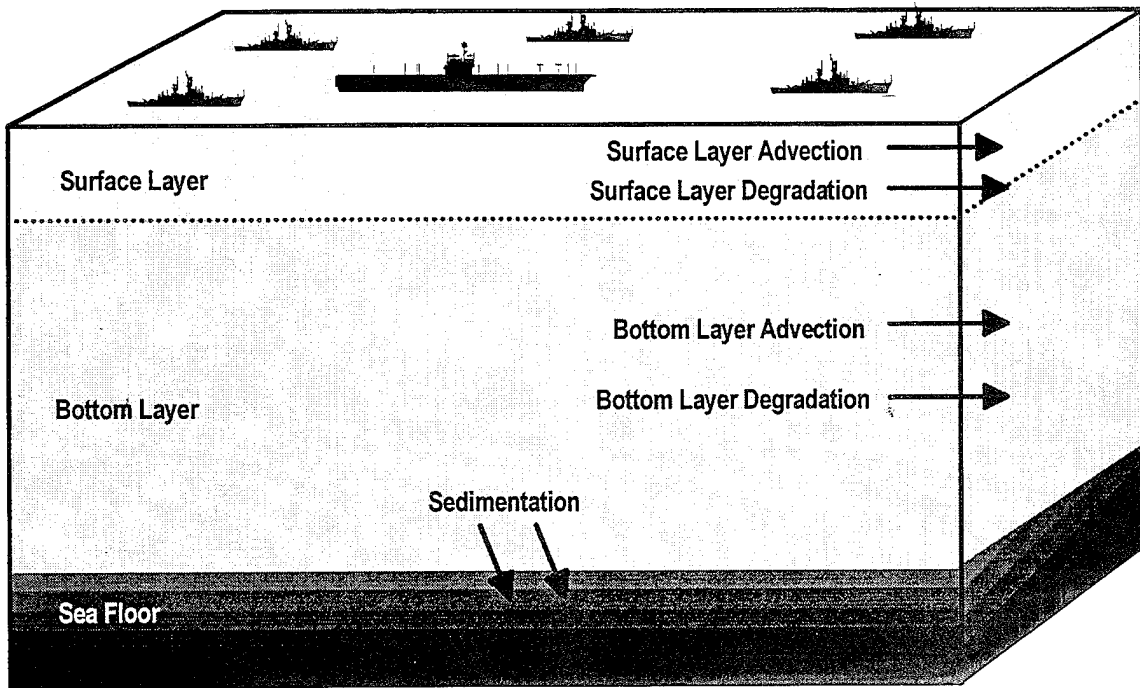 Surface Layer Advection
Surface Layer
Surface Layer Degradation
Bottom Layer Advection
Bottom Layer Degradation
Bottom Layer
Sedimentation
Sea Floor